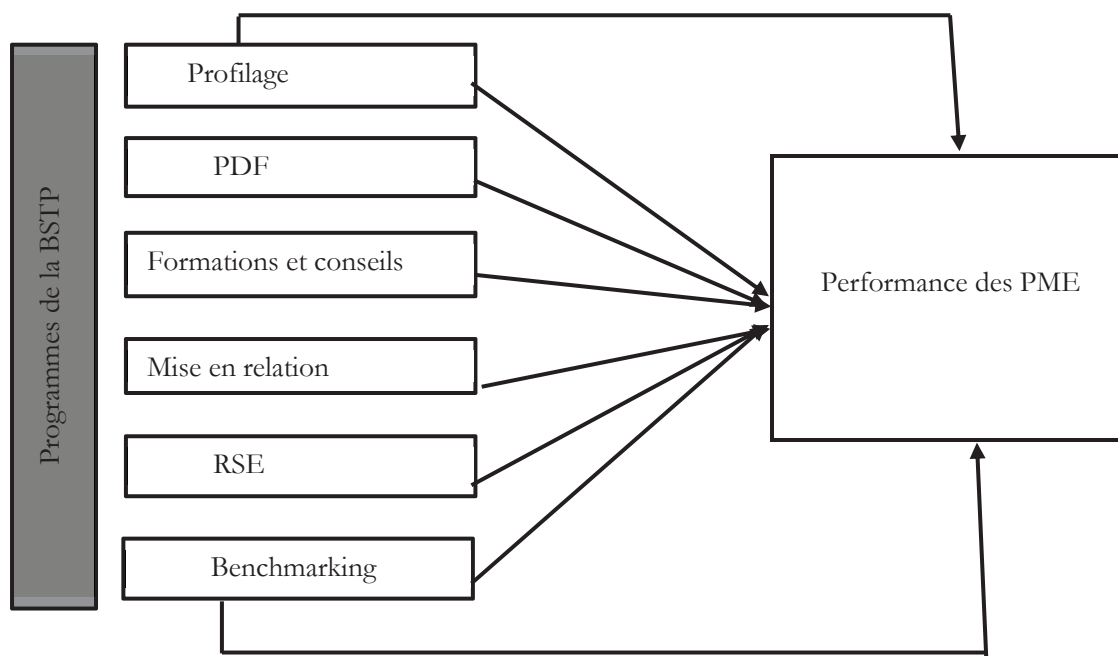 Programmes de la BSTP
Profilage
PDF
Formations et conseils
Mise en relation
RSE
Benchmarking
Performance des PME